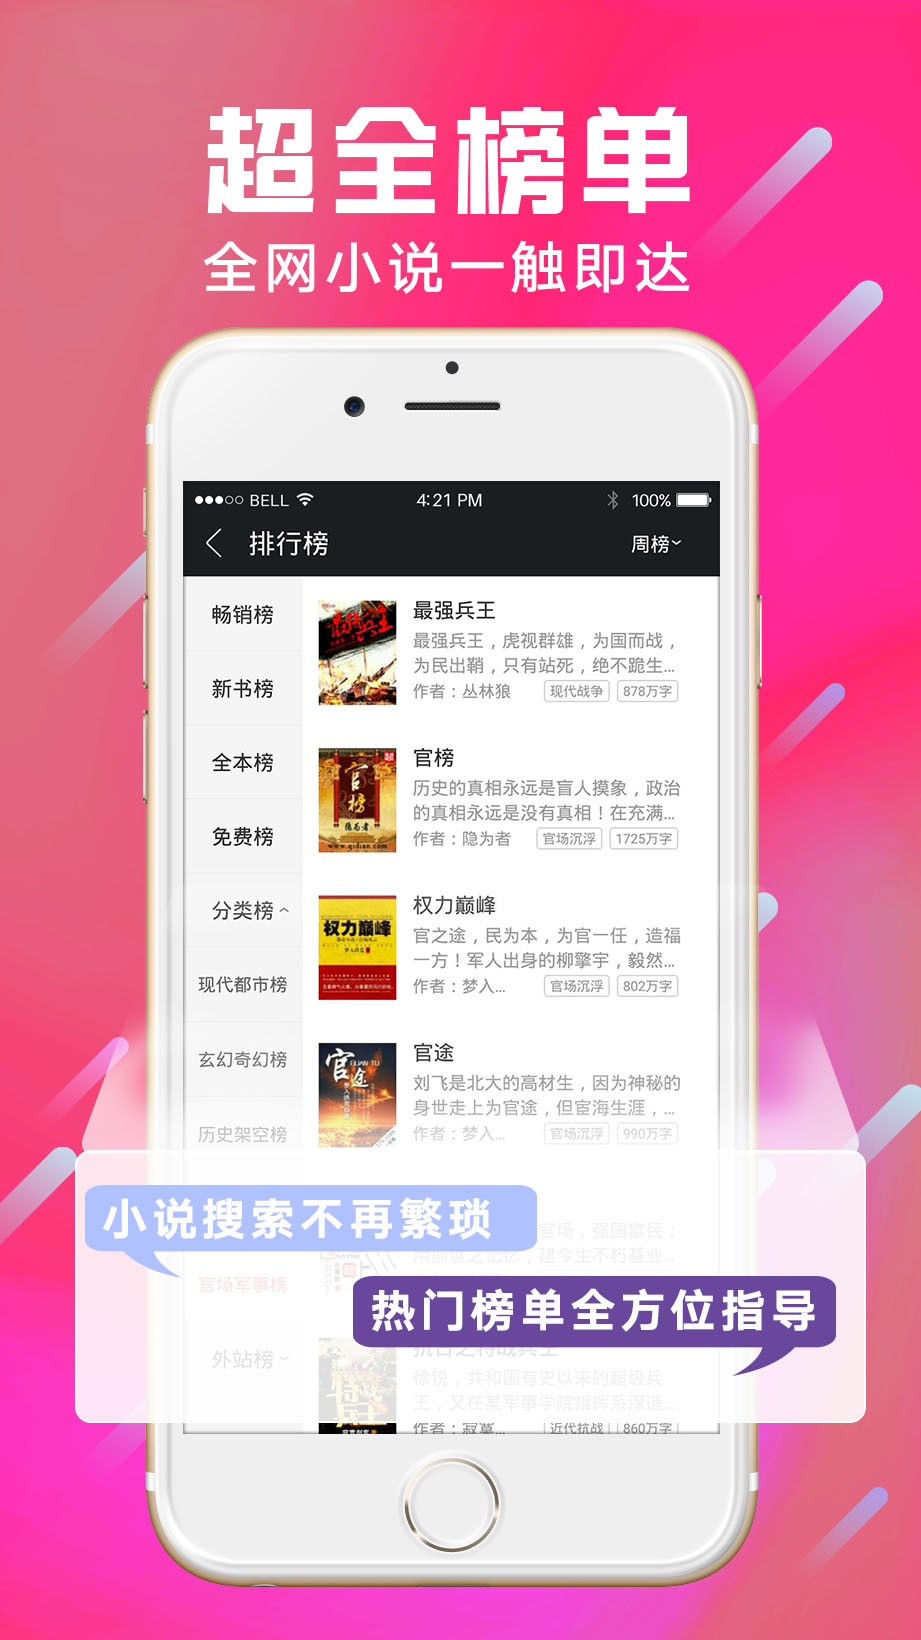 超全榜单
全网小说一触即达
BELL 4:21 PM 100%
排行榜 周榜
畅销榜
新书榜
全本榜
免费榜
分类榜
现代都市榜
玄幻奇幻榜
历史架空榜
官场军事榜
外站榜
最强兵王
最强兵王，虎视群雄，为国而战，
为民出鞘，只有站死，绝不跪生...
作者：丛林狼 现代战争 878万字
官榜
历史的真相永远是盲人摸象，政治
的真相永远是没有真相！在充满...
作者：隐为者 官场沉浮 1725万字
权力巅峰
官之途，民为本，为官一任，造福
一方！军人出身的柳擎宇，毅然...
作者：梦入... 官场沉浮 802万字
官途
刘飞是北大的高材生，因为神秘的
身世走上为官途，但宦海生涯，...
作者：梦入... 官场沉浮 990万字
小说搜索不再繁琐
官场，强国富民；
用前世之记忆，建今生不朽基业...
热门榜单全方位指导
抗日之特战兵王
徐锐，共和国有史以来的超级兵
王，又在某军事学院指挥系深造...
作者：寂寞... 近代抗战 860万字